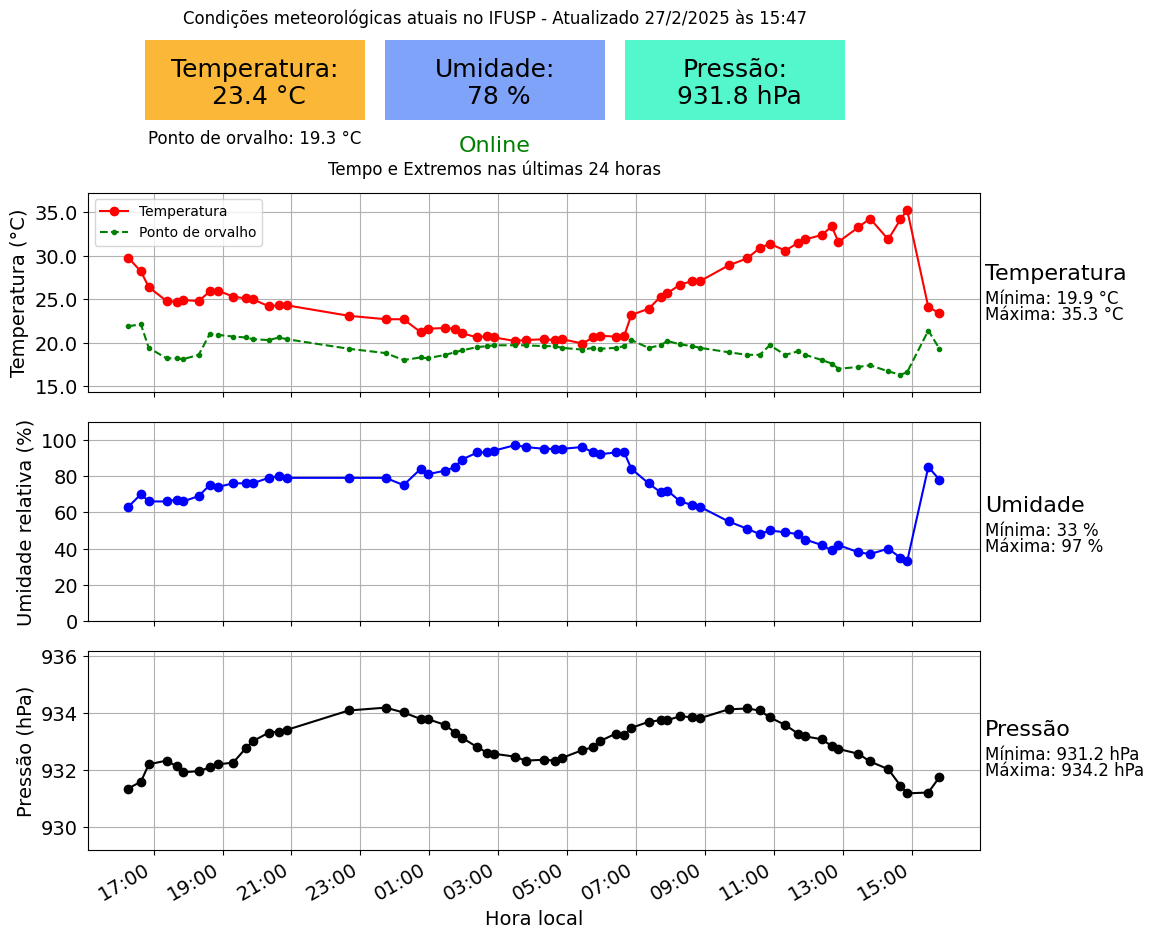 Condições meteorológicas atuais no IFUSP - Atualizado 27/2/2025 às 15:47
Temperatura:
23.4 °C
Umidade:
78 %
Pressão:
931.8 hPa
Ponto de orvalho: 19.3 °C
Online
Tempo e Extremos nas últimas 24 horas
Temperatura (°C)
35.0
30.0
25.0
20.0
15.0
Temperatura
Ponto de orvalho
Temperatura
Mínima: 19.9 °C
Máxima: 35.3 °C
Umidade relativa (%)
100
80
60
40
20
0
Umidade
Mínima: 33 %
Máxima: 97 %
Pressão (hPa)
936
934
932
930
Pressão
Mínima: 931.2 hPa
Máxima: 934.2 hPa
17:00
19:00
21:00
23:00
01:00
03:00
05:00
07:00
09:00
11:00
13:00
15:00
Hora local